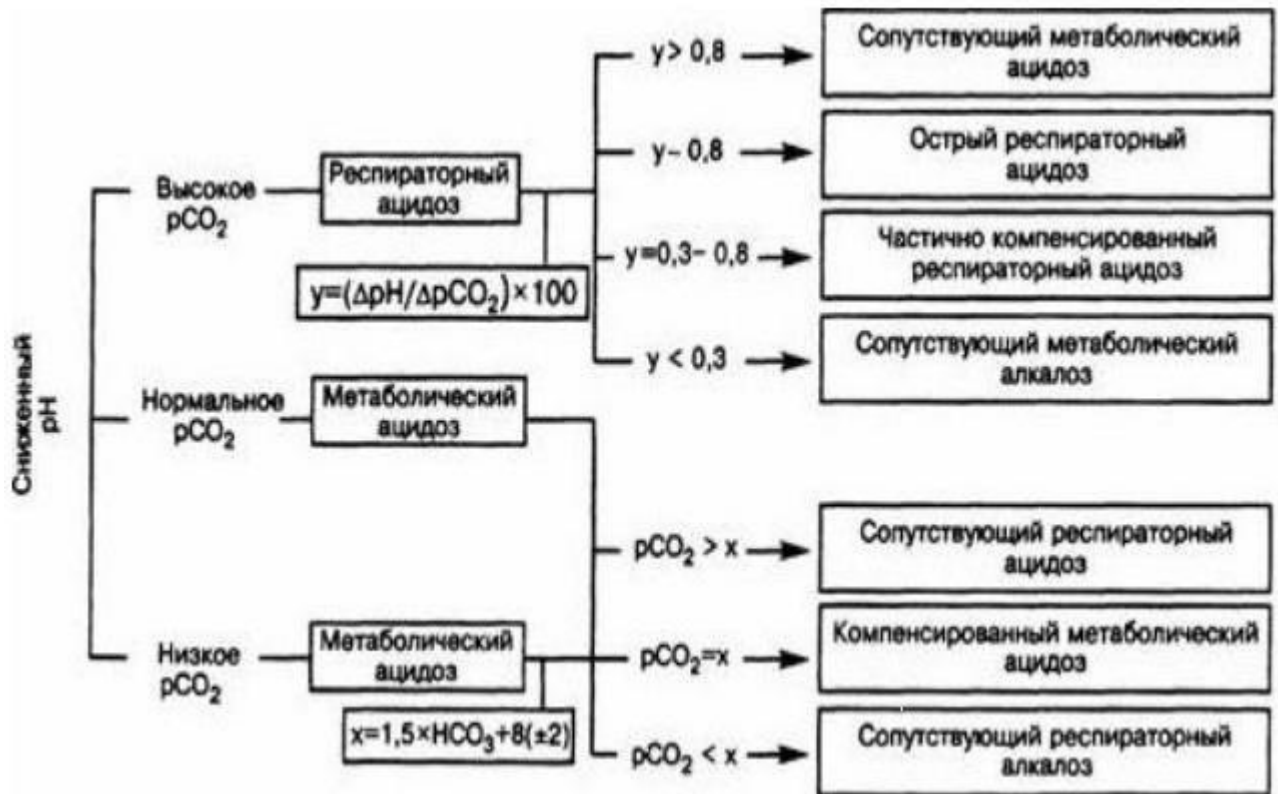 Сниженный
pH
Высокое
pCO₂
Респираторный
ацидоз
y=(ΔpH/ΔpCO₂)×100
y> 0,8
Сопутствующий метаболический
ацидоз
y~ 0,8
Острый респираторный
ацидоз
y=0,3– 0,8
Частично компенсированный
респираторный ацидоз
y < 0,3
Сопутствующий метаболический
алкалоз
Нормальное
pCO₂
Метаболический
ацидоз
Низкое
pCO₂
Метаболический
ацидоз
x=1,5×HCO₃+8(±2)
pCO₂ > x
Сопутствующий респираторный
ацидоз
pCO₂=x
Компенсированный метаболический
ацидоз
pCO₂ < x
Сопутствующий респираторный
алкалоз